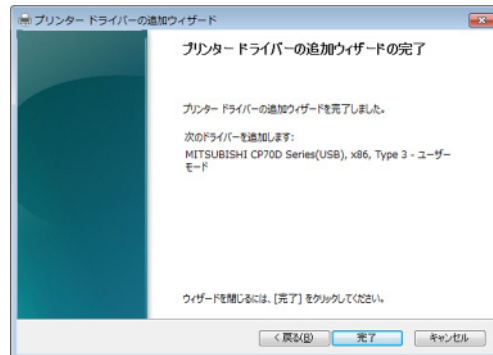 プリンター ドライバーの追加ウィザード
プリンター ドライバーの追加ウィザードの完了
プリンター ドライバーの追加ウィザードを完了しました。
次のドライバーを追加します:
MITSUBISHI CP70D Series(USB), x86, Type 3 - ユーザー
モード
ウィザードを閉じるには、[完了] をクリックしてください。
< 戻る(B)
完了
キャンセル